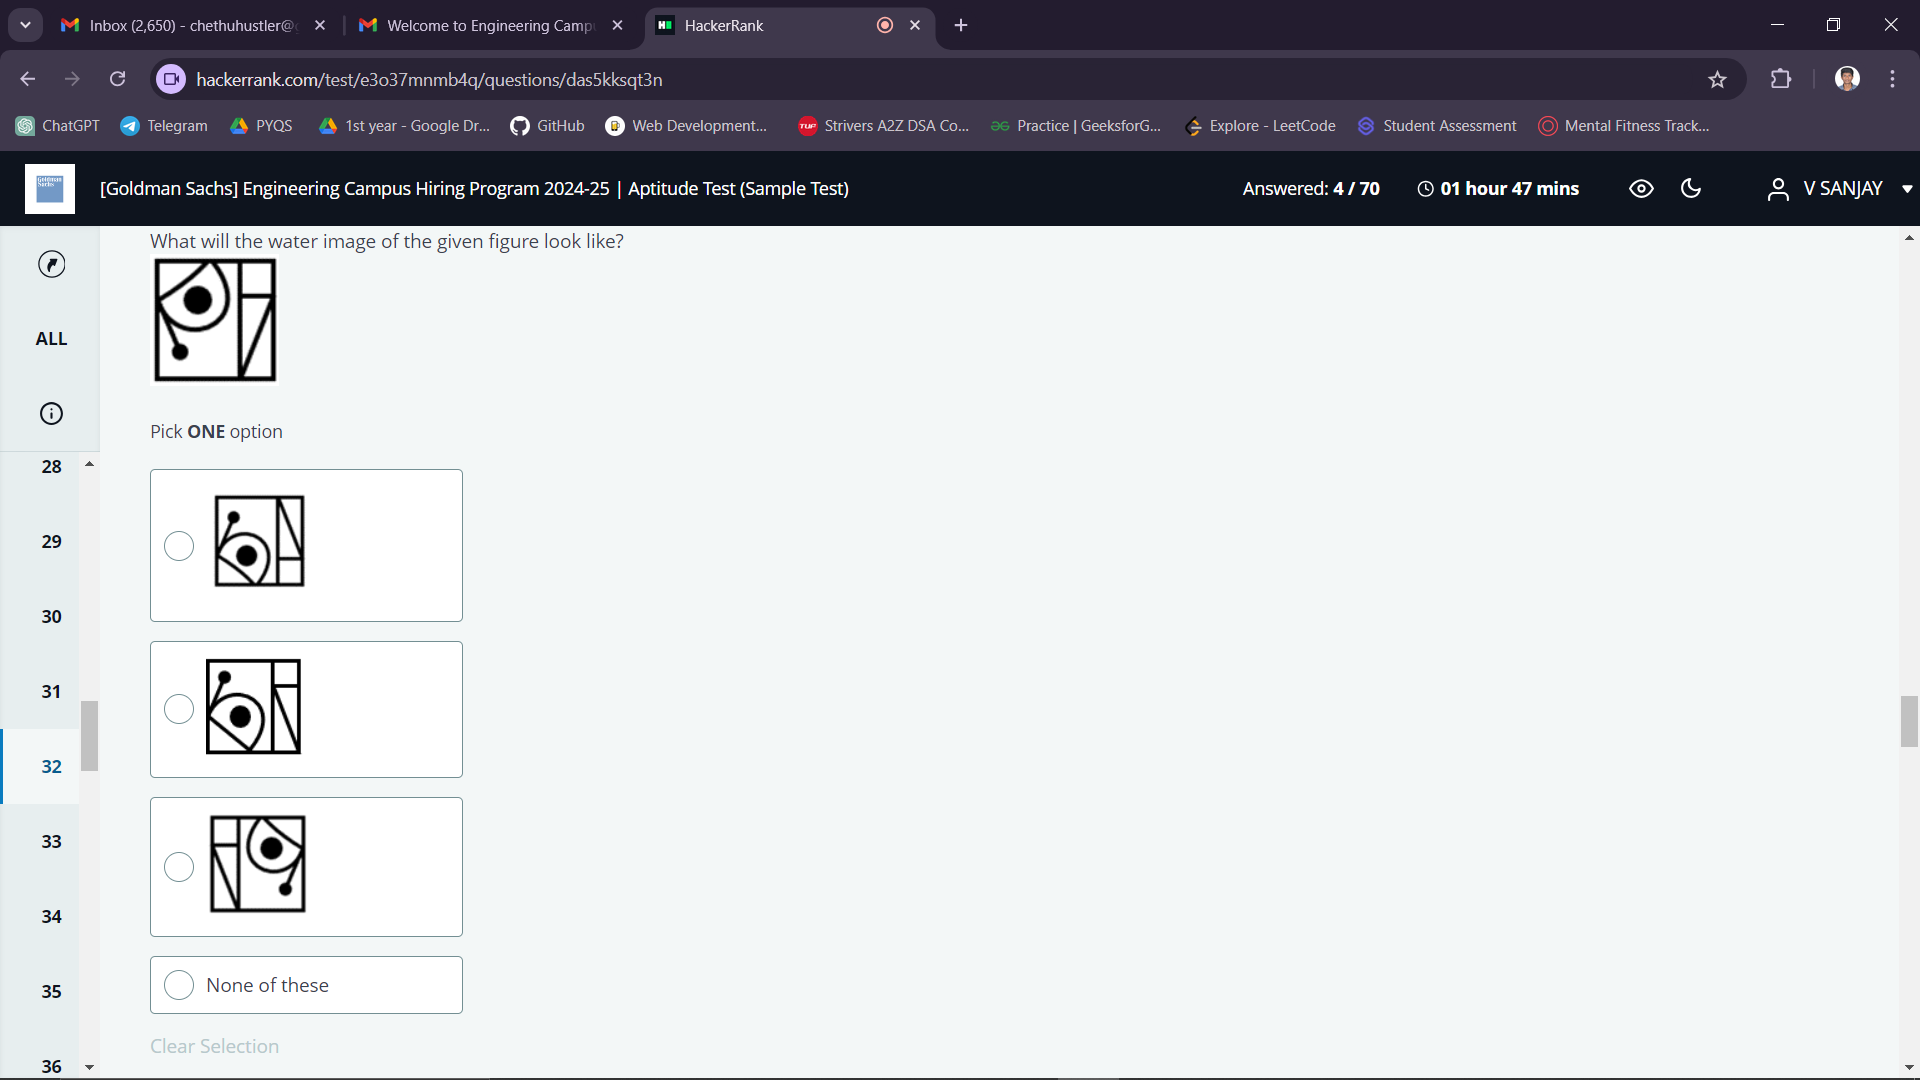 Inbox (2,650) - chethuhustler@
Welcome to Engineering Camp
HackerRank
hackerrank.com/test/e3o37mnmb4q/questions/das5kksqt3n
ChatGPT
Telegram
PYQS
1st year - Google Dr...
GitHub
Web Development...
TUF
Strivers A2Z DSA Co...
Practice | GeeksforG...
Explore - LeetCode
Student Assessment
Mental Fitness Track...
Goldman
Sachs
[Goldman Sachs] Engineering Campus Hiring Program 2024-25 | Aptitude Test (Sample Test)
Answered: 4 / 70
01 hour 47 mins
V SANJAY
ALL
28
29
30
31
32
33
34
35
36
What will the water image of the given figure look like?
Pick ONE option
None of these
Clear Selection